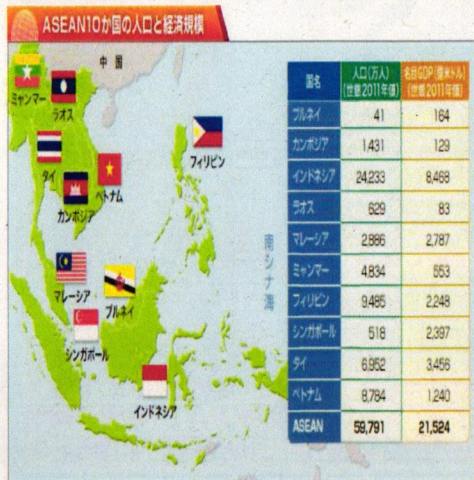 ASEAN10か国の人口と経済規模
中国
ミャンマー
ラオス
タイ
カンボジア
ベトナム
フィリピン
マレーシア
ブルネイ
シンガポール
インドネシア
南シナ海
国名 人口(万人) 名目GDP(億米ドル)
(世銀2011年値) (世銀2011年値)
ブルネイ 41 164
カンボジア 1,431 129
インドネシア 24,233 8,468
ラオス 629 83
マレーシア 2,886 2,787
ミャンマー 4,834 553
フィリピン 9,485 2,248
シンガポール 518 2,397
タイ 6,952 3,456
ベトナム 8,784 1,240
ASEAN 59,791 21,524